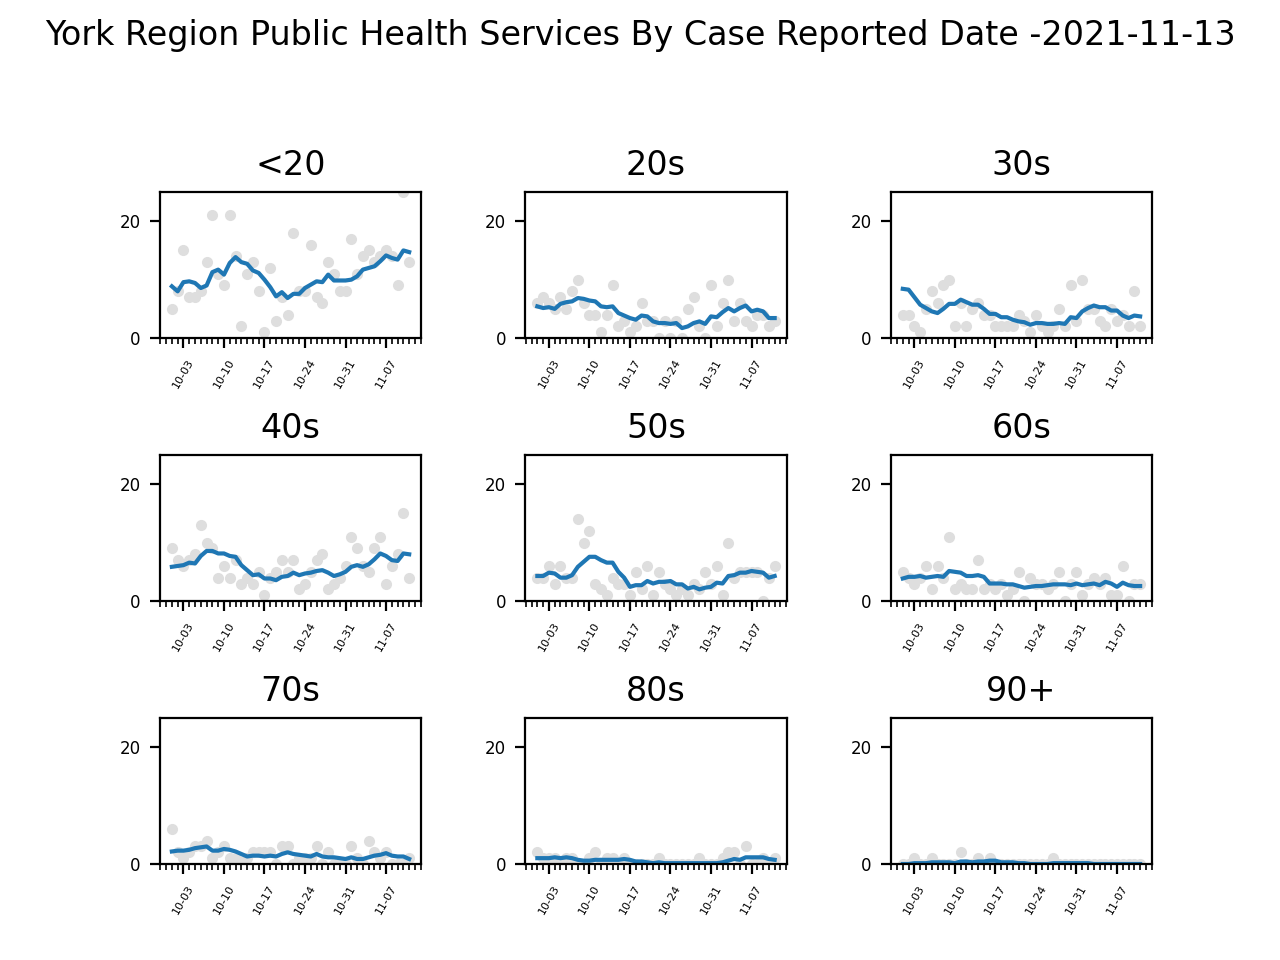 York Region Public Health Services By Case Reported Date -2021-11-13
<20 20s 30s
20 20 20
0 0 0
10-03 10-10 10-17 10-24 10-31 11-07 10-03 10-10 10-17 10-24 10-31 11-07 10-03 10-10 10-17 10-24 10-31 11-07
40s 50s 60s
20 20 20
0 0 0
10-03 10-10 10-17 10-24 10-31 11-07 10-03 10-10 10-17 10-24 10-31 11-07 10-03 10-10 10-17 10-24 10-31 11-07
70s 80s 90+
20 20 20
0 0 0
10-03 10-10 10-17 10-24 10-31 11-07 10-03 10-10 10-17 10-24 10-31 11-07 10-03 10-10 10-17 10-24 10-31 11-07